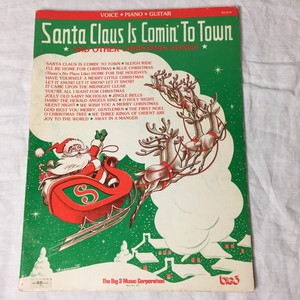 VOICE • PIANO • GUITAR
Santa Claus Is Comin' To Town
AND OTHER CHRISTMAS SONGS
SANTA CLAUS IS COMIN' TO TOWN • SLEIGH RIDE
I'LL BE HOME FOR CHRISTMAS • BLUE CHRISTMAS
(There's No Place Like) HOME FOR THE HOLIDAYS
HAVE YOURSELF A MERRY LITTLE CHRISTMAS
LET IT SNOW! LET IT SNOW! LET IT SNOW!
IT CAME UPON THE MIDNIGHT CLEAR
YOU'RE ALL I WANT FOR CHRISTMAS
JOLLY OLD SAINT NICHOLAS • JINGLE BELLS
HARK! THE HERALD ANGELS SING • O HOLY NIGHT
SILENT NIGHT • WE WISH YOU A MERRY CHRISTMAS
GOD REST YOU MERRY, GENTLEMEN • THE FIRST NOEL
O CHRISTMAS TREE • WE THREE KINGS OF ORIENT ARE
JOY TO THE WORLD • AWAY IN A MANGER
S
The Big 3 Music Corporation
big3